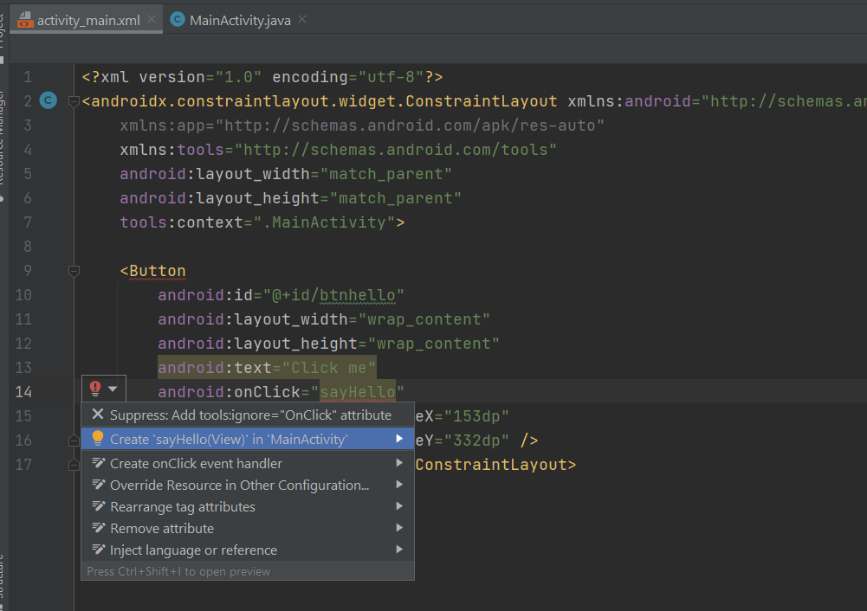 activity_main.xml
MainActivity.java
1 <?xml version="1.0" encoding="utf-8"?>
2 <androidx.constraintlayout.widget.ConstraintLayout xmlns:android="http://schemas.
3 xmlns:app="http://schemas.android.com/apk/res-auto"
4 xmlns:tools="http://schemas.android.com/tools"
5 android:layout_width="match_parent"
6 android:layout_height="match_parent"
7 tools:context=".MainActivity">
8
9 <Button
10 android:id="@+id/btnhello"
11 android:layout_width="wrap_content"
12 android:layout_height="wrap_content"
13 android:text="Click me"
14 android:onClick="sayHello"
15 eX="153dp"
16 eY="332dp" />
17 ConstraintLayout>
Suppress: Add tools:ignore="OnClick" attribute
Create 'sayHello(View)' in 'MainActivity'
Create onClick event handler
Override Resource in Other Configuration...
Rearrange tag attributes
Remove attribute
Inject language or reference
Press Ctrl+Shift+I to open preview